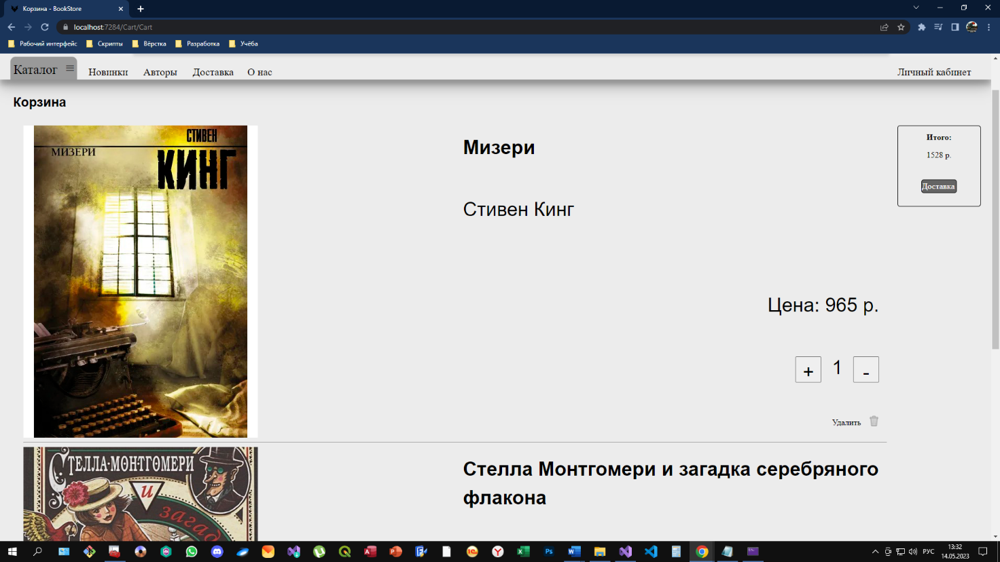 Корзина - BookStore
localhost:7284/Cart/Cart
Рабочий интерфейс Скрипты Вёрстка Разработка Учёба
Каталог Новинки Авторы Доставка О нас Личный кабинет
Корзина
СТИВЕН
МИЗЕРИ
КИНГ
Мизери
Стивен Кинг
Цена: 965 р.
+ 1 -
Удалить
Итого:
1528 р.
Доставка
СТЕЛЛА·МОНТГОМЕРИ
И
загад
Стелла Монтгомери и загадка серебряного
флакона
РУС
13:32
14.05.2023